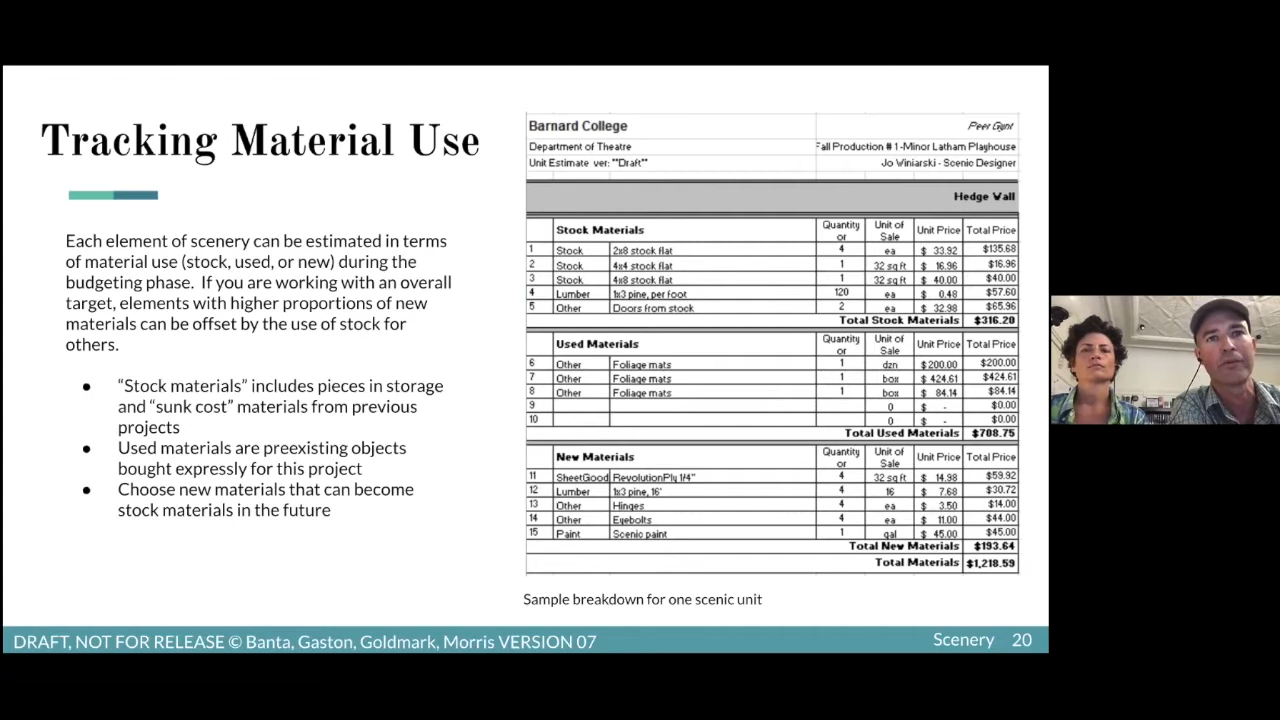 Tracking Material Use
Each element of scenery can be estimated in terms
of material use (stock, used, or new) during the
budgeting phase. If you are working with an overall
target, elements with higher proportions of new
materials can be offset by the use of stock for
others.
● “Stock materials” includes pieces in storage
and “sunk cost” materials from previous
projects
● Used materials are preexisting objects
bought expressly for this project
● Choose new materials that can become
stock materials in the future
Barnard College Peer Gynt
Department of Theatre Fall Production # 1-Minor Latham Playhouse
Unit Estimate ver: "Draft" Jo Winiarski - Scenic Designer
Hedge Wall
Stock Materials Quantity or Unit of Sale Unit Price Total Price
1 Stock 2x8 stock flat 4 ea $ 33.92 $135.68
2 Stock 4x4 stock flat 1 32 sq ft $ 16.96 $16.96
3 Stock 4x8 stock flat 1 32 sq ft $ 40.00 $40.00
4 Lumber 1x3 pine, per foot 120 ea $ 0.48 $57.60
5 Other Doors from stock 2 ea $ 32.98 $65.96
Total Stock Materials $316.20
Used Materials Quantity or Unit of Sale Unit Price Total Price
6 Other Foliage mats 1 dzn $200.00 $200.00
7 Other Foliage mats 1 box $ 424.61 $424.61
8 Other Foliage mats 1 box $ 84.14 $84.14
9 0 $ - $0.00
10 0 $ - $0.00
Total Used Materials $708.75
New Materials Quantity or Unit of Sale Unit Price Total Price
11 SheetGood RevolutionPly 1/4" 4 32 sq ft $ 14.98 $59.92
12 Lumber 1x3 pine, 16' 4 16 $ 7.68 $30.72
13 Other Hinges 4 ea $ 3.50 $14.00
14 Other Eyebolts 4 ea $ 11.00 $44.00
15 Paint Scenic paint 1 gal $ 45.00 $45.00
Total New Materials $193.64
Total Materials $1,218.59
Sample breakdown for one scenic unit
DRAFT, NOT FOR RELEASE © Banta, Gaston, Goldmark, Morris VERSION 07
Scenery 20